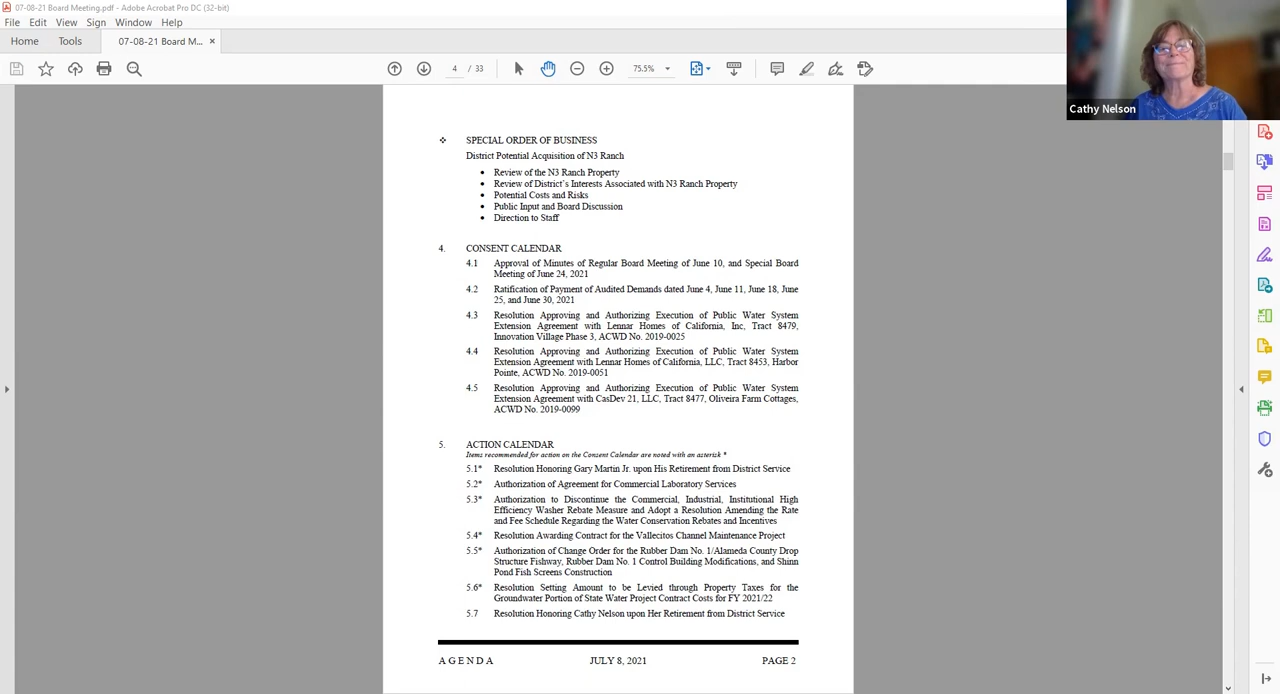 07-08-21 Board Meeting.pdf - Adobe Acrobat Pro DC (32-bit)
File Edit View Sign Window Help
Home Tools 07-08-21 Board M... ×
4 / 33 75.5%
Cathy Nelson
❖ SPECIAL ORDER OF BUSINESS
District Potential Acquisition of N3 Ranch
• Review of the N3 Ranch Property
• Review of District's Interests Associated with N3 Ranch Property
• Potential Costs and Risks
• Public Input and Board Discussion
• Direction to Staff
4. CONSENT CALENDAR
4.1 Approval of Minutes of Regular Board Meeting of June 10, and Special Board
Meeting of June 24, 2021
4.2 Ratification of Payment of Audited Demands dated June 4, June 11, June 18, June
25, and June 30, 2021
4.3 Resolution Approving and Authorizing Execution of Public Water System
Extension Agreement with Lennar Homes of California, Inc, Tract 8479,
Innovation Village Phase 3, ACWD No. 2019-0025
4.4 Resolution Approving and Authorizing Execution of Public Water System
Extension Agreement with Lennar Homes of California, LLC, Tract 8453, Harbor
Pointe, ACWD No. 2019-0051
4.5 Resolution Approving and Authorizing Execution of Public Water System
Extension Agreement with CasDev 21, LLC, Tract 8477, Oliveira Farm Cottages,
ACWD No. 2019-0099
5. ACTION CALENDAR
Items recommended for action on the Consent Calendar are noted with an asterisk *
5.1* Resolution Honoring Gary Martin Jr. upon His Retirement from District Service
5.2* Authorization of Agreement for Commercial Laboratory Services
5.3* Authorization to Discontinue the Commercial, Industrial, Institutional High
Efficiency Washer Rebate Measure and Adopt a Resolution Amending the Rate
and Fee Schedule Regarding the Water Conservation Rebates and Incentives
5.4* Resolution Awarding Contract for the Vallecitos Channel Maintenance Project
5.5* Authorization of Change Order for the Rubber Dam No. 1/Alameda County Drop
Structure Fishway, Rubber Dam No. 1 Control Building Modifications, and Shinn
Pond Fish Screens Construction
5.6* Resolution Setting Amount to be Levied through Property Taxes for the
Groundwater Portion of State Water Project Contract Costs for FY 2021/22
5.7 Resolution Honoring Cathy Nelson upon Her Retirement from District Service
AGENDA JULY 8, 2021 PAGE 2